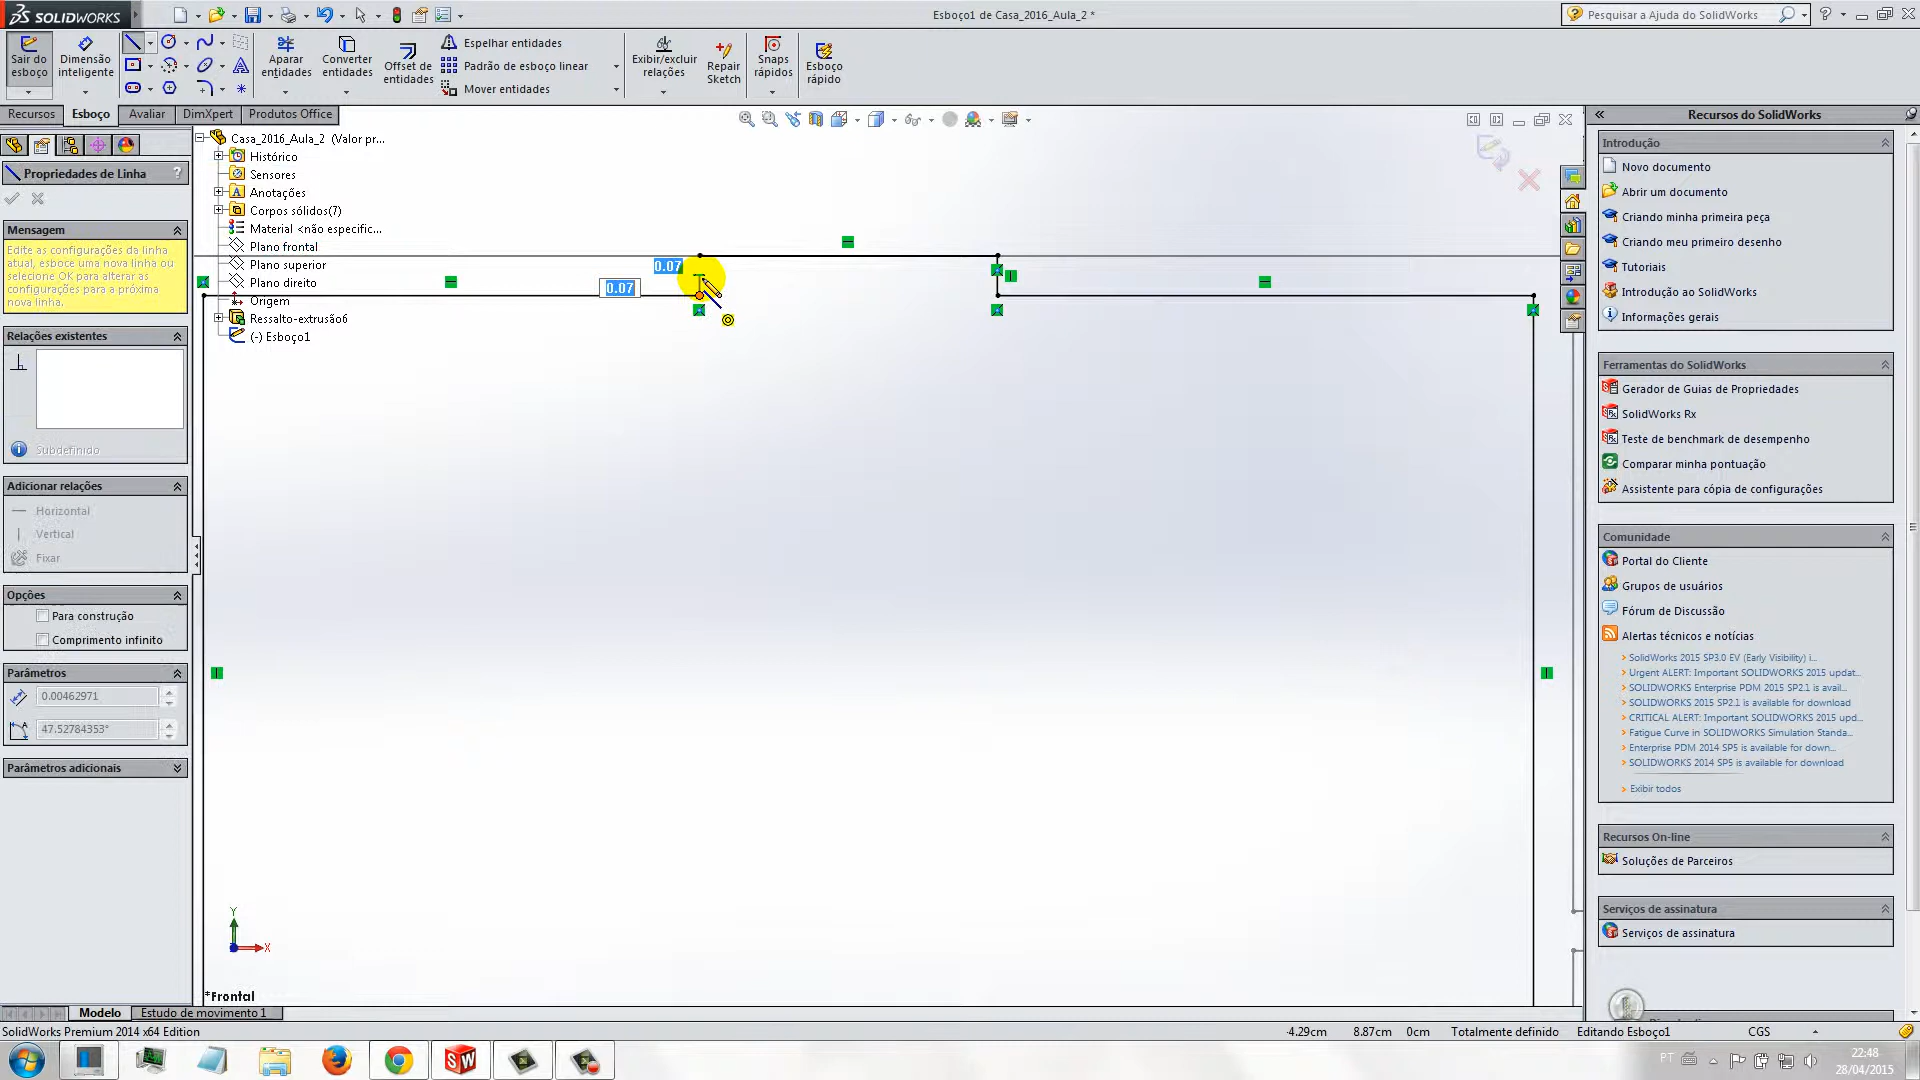 SOLIDWORKS
Esboço1 de Casa_2016_Aula_2 *
Pesquisar a Ajuda do SolidWorks
Sair do esboço
Dimensão inteligente
Aparar entidades
Converter entidades
Offset de entidades
Espelhar entidades
Padrão de esboço linear
Mover entidades
Exibir/excluir relações
Repair Sketch
Snaps rápidos
Esboço rápido
Recursos
Esboço
Avaliar
DimXpert
Produtos Office
Propriedades de Linha
?
Mensagem
Edite as configurações da linha
atual, esboce uma nova linha ou
selecione OK para alterar as
configurações para a próxima
nova linha.
Relações existentes
Subdefinido
Adicionar relações
Horizontal
Vertical
Fixar
Opções
Para construção
Comprimento infinito
Parâmetros
0.00462971
47.52784353°
Parâmetros adicionais
Casa_2016_Aula_2 (Valor pr...
Histórico
Sensores
Anotações
Corpos sólidos(7)
Material <não especific...
Plano frontal
Plano superior
Plano direito
Origem
Ressalto-extrusão6
(-) Esboço1
0.07
0.07
Y
X
*Frontal
Recursos do SolidWorks
Introdução
Novo documento
Abrir um documento
Criando minha primeira peça
Criando meu primeiro desenho
Tutoriais
Introdução ao SolidWorks
Informações gerais
Ferramentas do SolidWorks
Gerador de Guias de Propriedades
SolidWorks Rx
Teste de benchmark de desempenho
Comparar minha pontuação
Assistente para cópia de configurações
Comunidade
Portal do Cliente
Grupos de usuários
Fórum de Discussão
Alertas técnicos e notícias
SolidWorks 2015 SP3.0 EV (Early Visibility) i...
Urgent ALERT: Important SOLIDWORKS 2015 updat...
SOLIDWORKS Enterprise PDM 2015 SP2.1 is avail...
SOLIDWORKS 2015 SP2.1 is available for download
CRITICAL ALERT: Important SOLIDWORKS 2015 upd...
Fatigue Curve in SOLIDWORKS Simulation Standa...
Enterprise PDM 2014 SP5 is available for down...
SOLIDWORKS 2014 SP5 is available for download
Exibir todos
Recursos On-line
Soluções de Parceiros
Serviços de assinatura
Serviços de assinatura
Modelo
Estudo de movimento 1
SolidWorks Premium 2014 x64 Edition
-4.29cm
8.87cm
0cm
Totalmente definido
Editando Esboço1
CGS
PT
22:48
28/04/2015